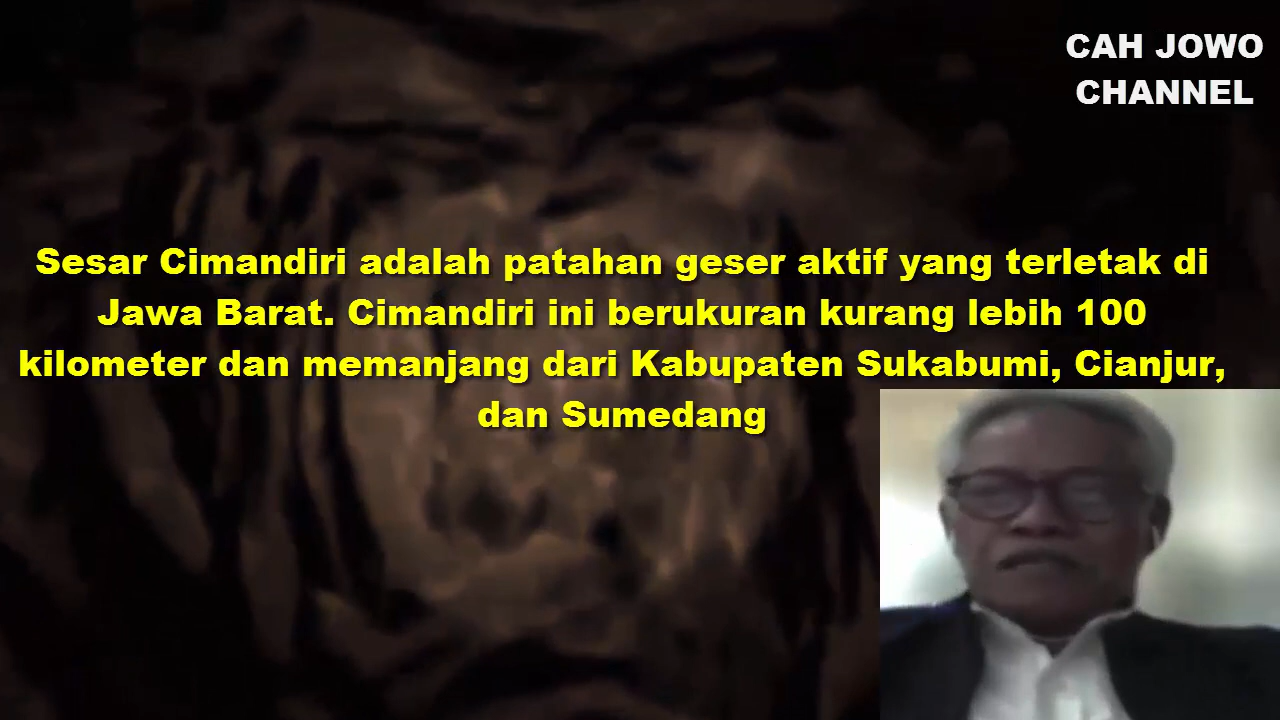 CAH JOWO
CHANNEL
Sesar Cimandiri adalah patahan geser aktif yang terletak di
Jawa Barat. Cimandiri ini berukuran kurang lebih 100
kilometer dan memanjang dari Kabupaten Sukabumi, Cianjur,
dan Sumedang